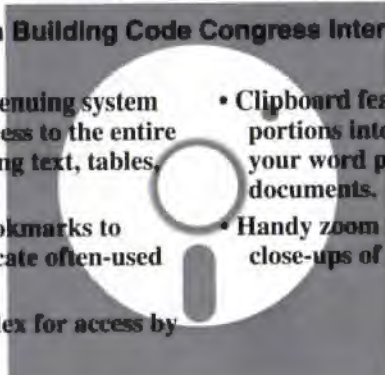 Building Code Congress Inter
enuing system
ess to the entire
ng text, tables,
okmarks to
cate often-used
lex for access by
• Clipboard fea
portions into
your word p
documents.
• Handy zoom
close-ups of